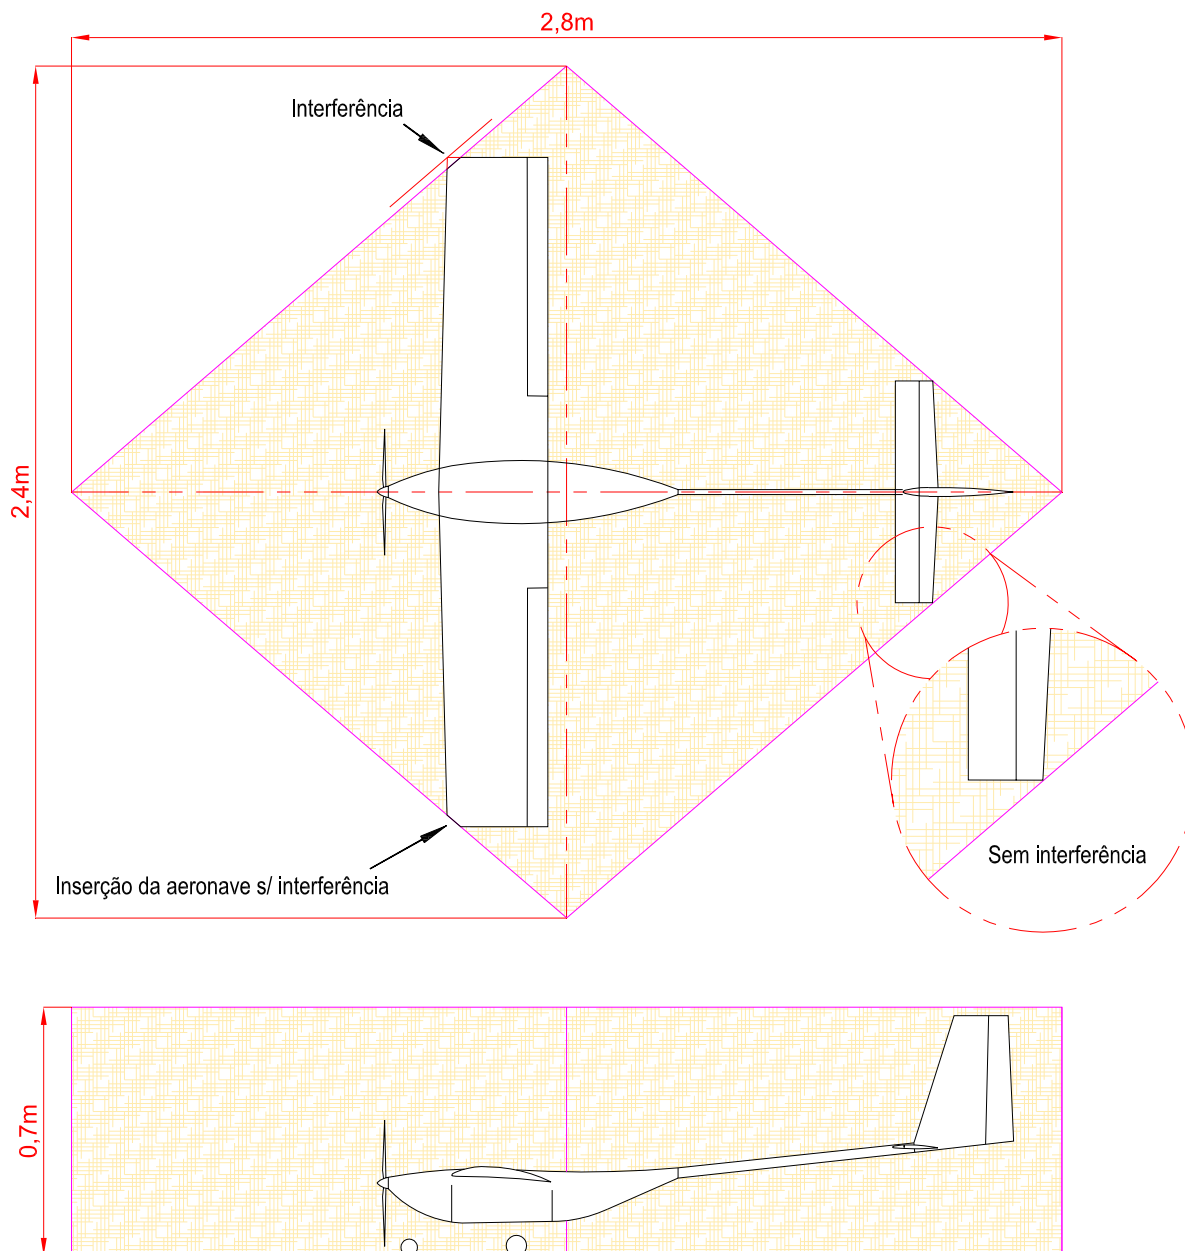 2,8m
Interferência
2,4m
Inserção da aeronave s/ interferência
Sem interferência
0,7m